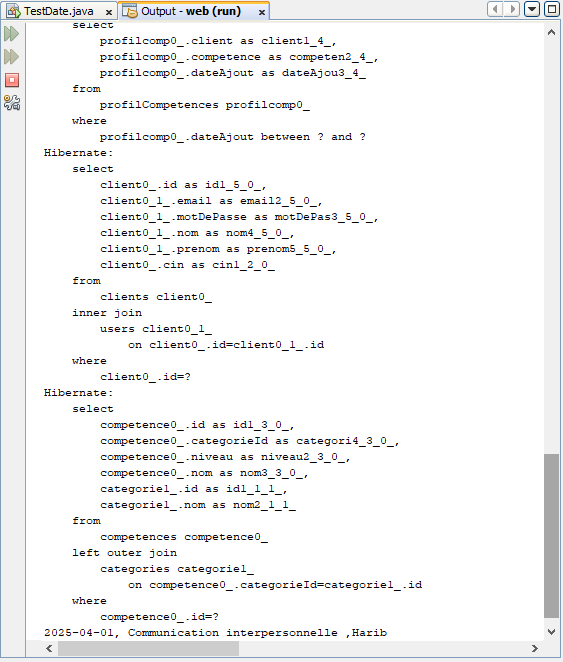 TestDate.java
Output - web (run)
select
profilcomp0_.client as client1_4_,
profilcomp0_.competence as competen2_4_,
profilcomp0_.dateAjout as dateAjou3_4_
from
profilCompetences profilcomp0_
where
profilcomp0_.dateAjout between ? and ?
Hibernate:
select
client0_.id as id1_5_0_,
client0_1_.email as email2_5_0_,
client0_1_.motDePasse as motDePas3_5_0_,
client0_1_.nom as nom4_5_0_,
client0_1_.prenom as prenom5_5_0_,
client0_.cin as cin1_2_0_
from
clients client0_
inner join
users client0_1_
on client0_.id=client0_1_.id
where
client0_.id=?
Hibernate:
select
competence0_.id as id1_3_0_,
competence0_.categorieId as categori4_3_0_,
competence0_.niveau as niveau2_3_0_,
competence0_.nom as nom3_3_0_,
categorie1_.id as id1_1_1_,
categorie1_.nom as nom2_1_1_
from
competences competence0_
left outer join
categories categorie1_
on competence0_.categorieId=categorie1_.id
where
competence0_.id=?
2025-04-01, Communication interpersonnelle ,Harib